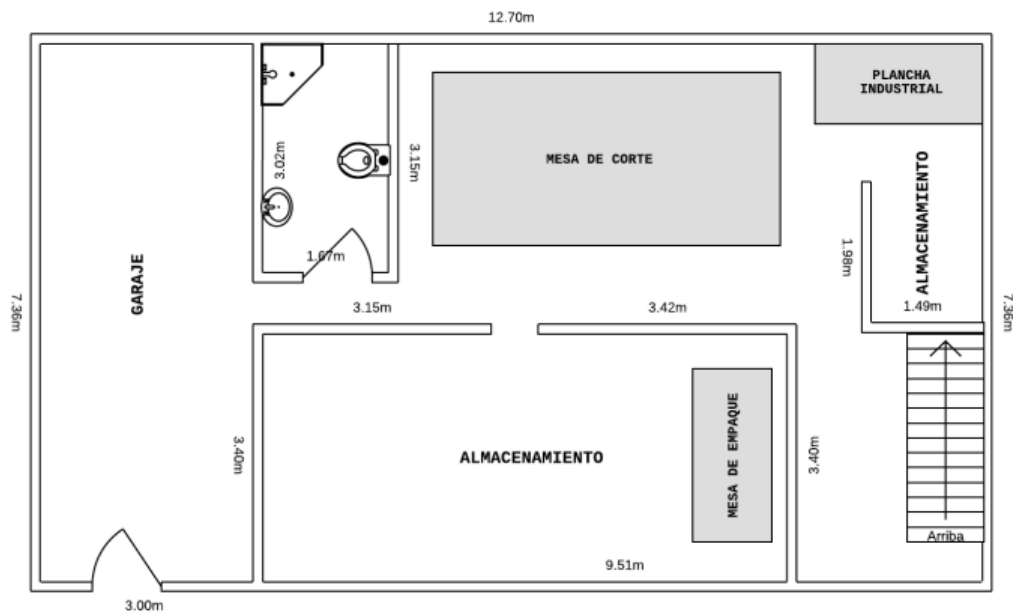 12.70m
PLANCHA
INDUSTRIAL
MESA DE CORTE
3.02m
3.15m
ALMACENAMIENTO
1.67m
1.98m
GARAJE
7.36m
3.15m
3.42m
1.49m
7.36m
3.40m
ALMACENAMIENTO
MESA DE EMPAQUE
3.40m
Arriba
9.51m
3.00m